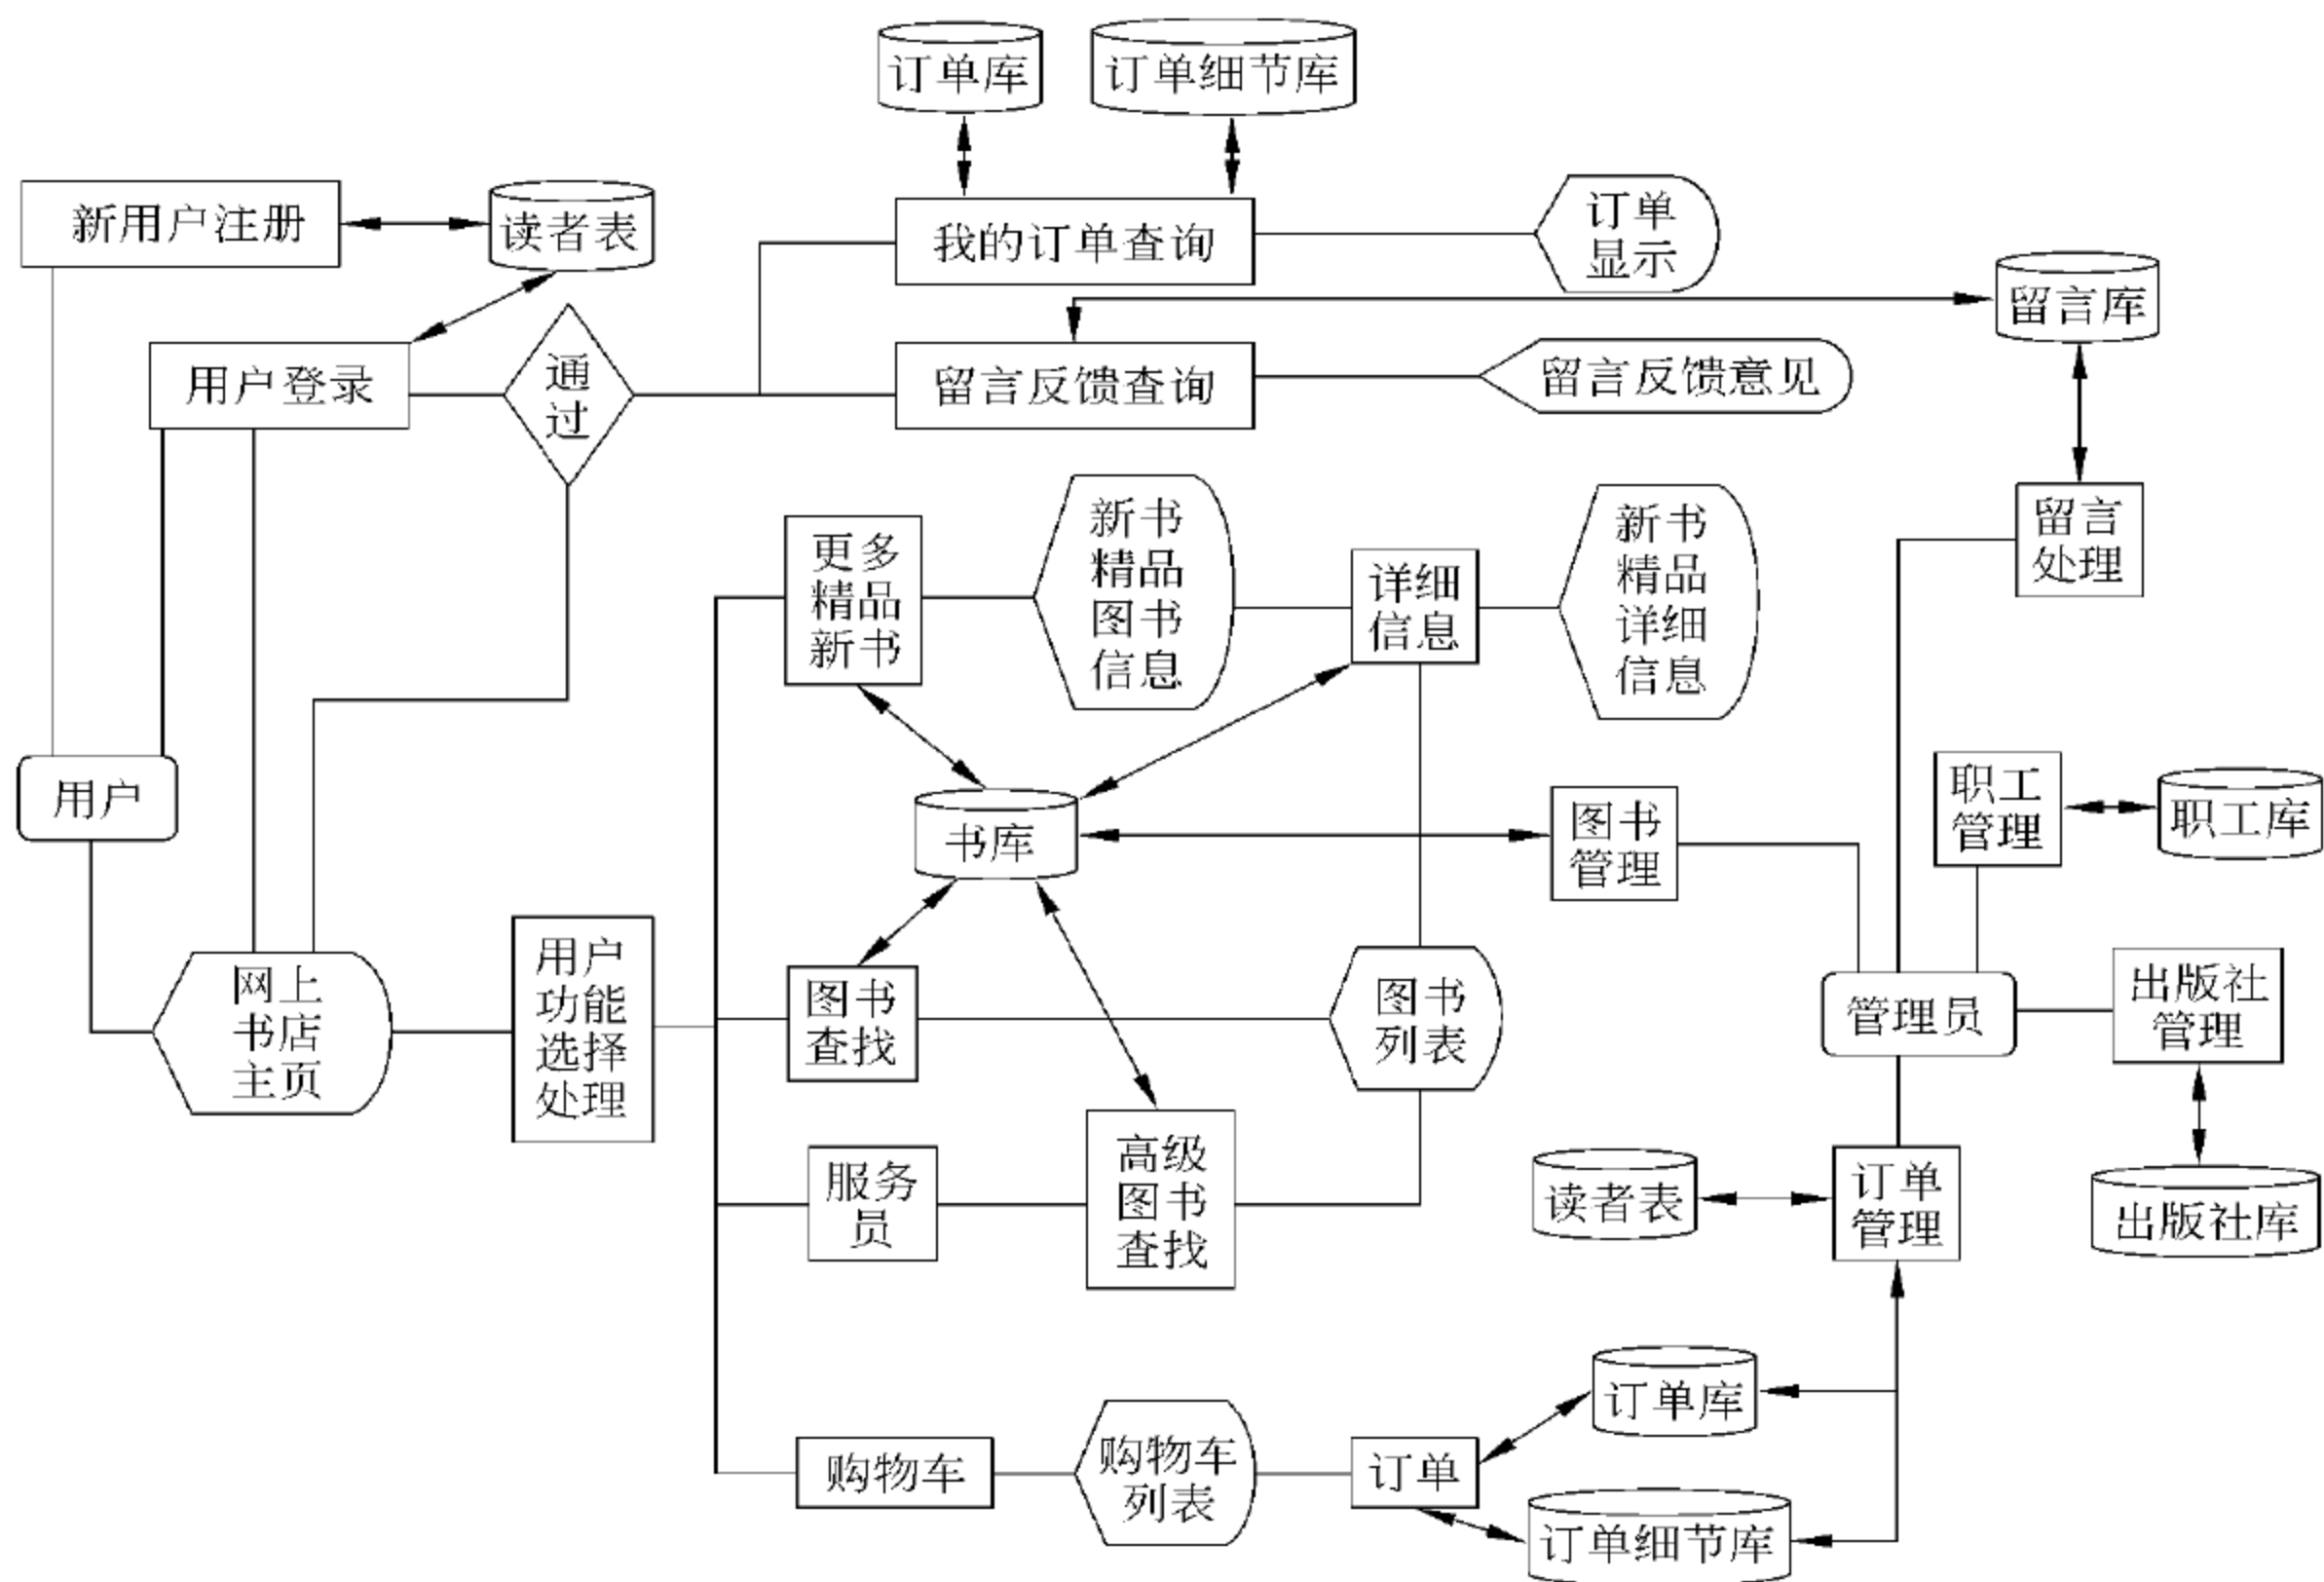 订单库
订单细节库
新用户注册
读者表
我的订单查询
订单
显示
留言库
用户登录
通
过
留言反馈查询
留言反馈意见
更多
精品
新书
新书
精品
图书
信息
详细
信息
新书
精品
详细
信息
留言
处理
用户
书库
图书
管理
职工
管理
职工库
网上
书店
主页
用户
功能
选择
处理
图书
查找
图书
列表
管理员
出版社
管理
服务
员
高级
图书
查找
读者表
订单
管理
出版社库
购物车
购物车
列表
订单
订单库
订单细节库